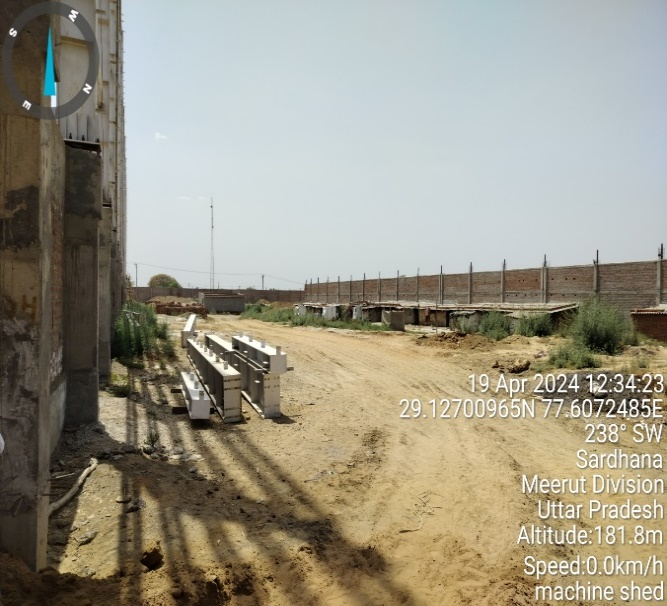 W
S
N
E
19 Apr 2024 12:34:23
29.12700965N 77.6072485E
238° SW
Sardhana
Meerut Division
Uttar Pradesh
Altitude:181.8m
Speed:0.0km/h
machine shed